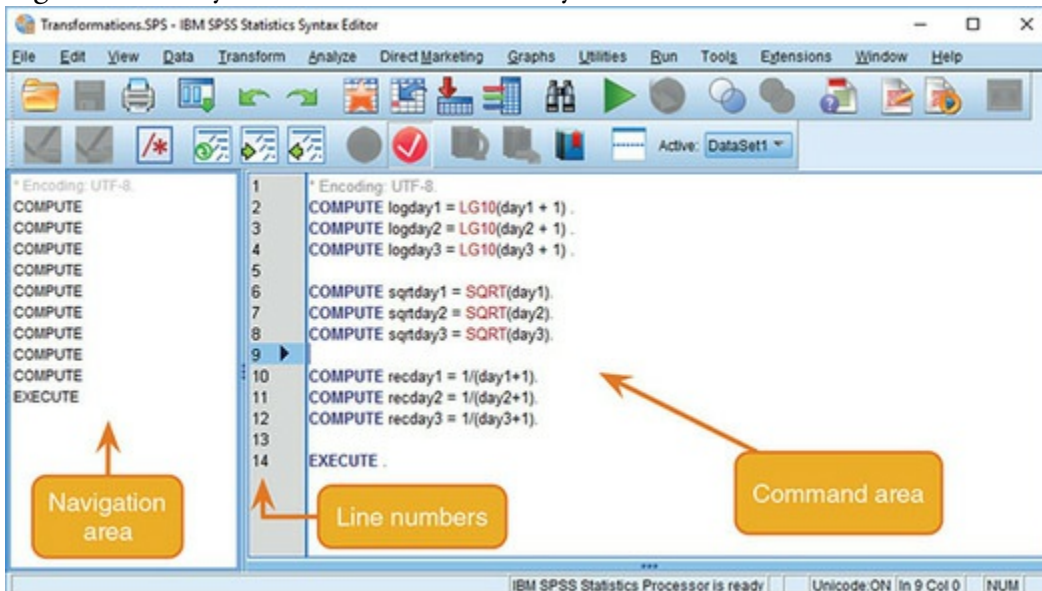 Transformations.SPS - IBM SPSS Statistics Syntax Editor
File Edit View Data Transform Analyze Direct Marketing Graphs Utilities Run Tools Extensions Window Help
/* Active: DataSet1
* Encoding: UTF-8.
COMPUTE
COMPUTE
COMPUTE
COMPUTE
COMPUTE
COMPUTE
COMPUTE
COMPUTE
COMPUTE
EXECUTE
Navigation
area
1 * Encoding: UTF-8.
2 COMPUTE logday1 = LG10(day1 + 1) .
3 COMPUTE logday2 = LG10(day2 + 1) .
4 COMPUTE logday3 = LG10(day3 + 1) .
5
6 COMPUTE sqrtday1 = SQRT(day1).
7 COMPUTE sqrtday2 = SQRT(day2).
8 COMPUTE sqrtday3 = SQRT(day3).
9
10 COMPUTE recday1 = 1/(day1+1).
11 COMPUTE recday2 = 1/(day2+1).
12 COMPUTE recday3 = 1/(day3+1).
13
14 EXECUTE .
Line numbers
Command area
IBM SPSS Statistics Processor is ready Unicode:ON In 9 Col 0 NUM